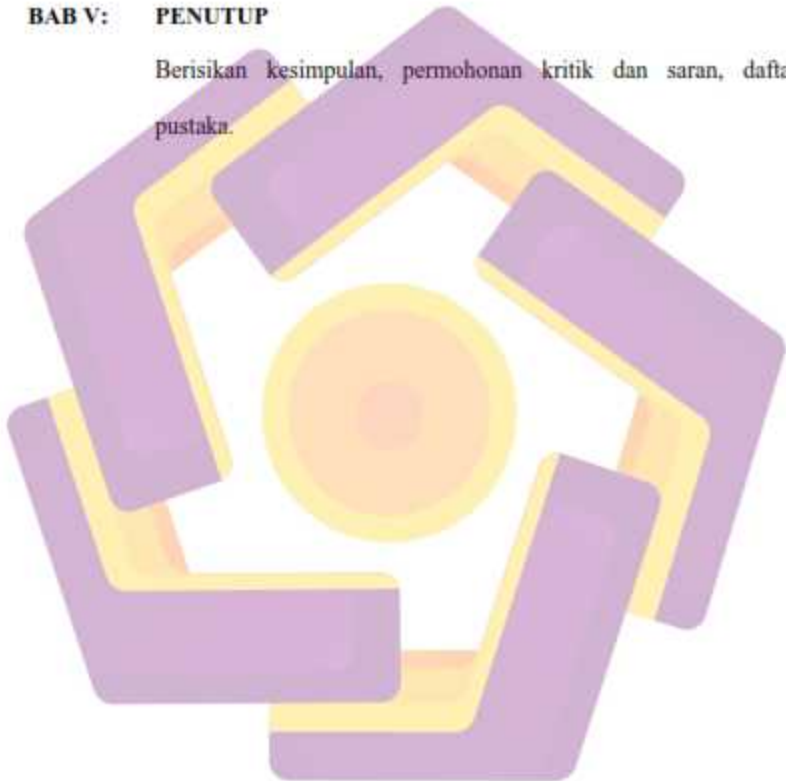 BAB V: PENUTUP
Berisikan kesimpulan, permohonan kritik dan saran, dafta
pustaka.